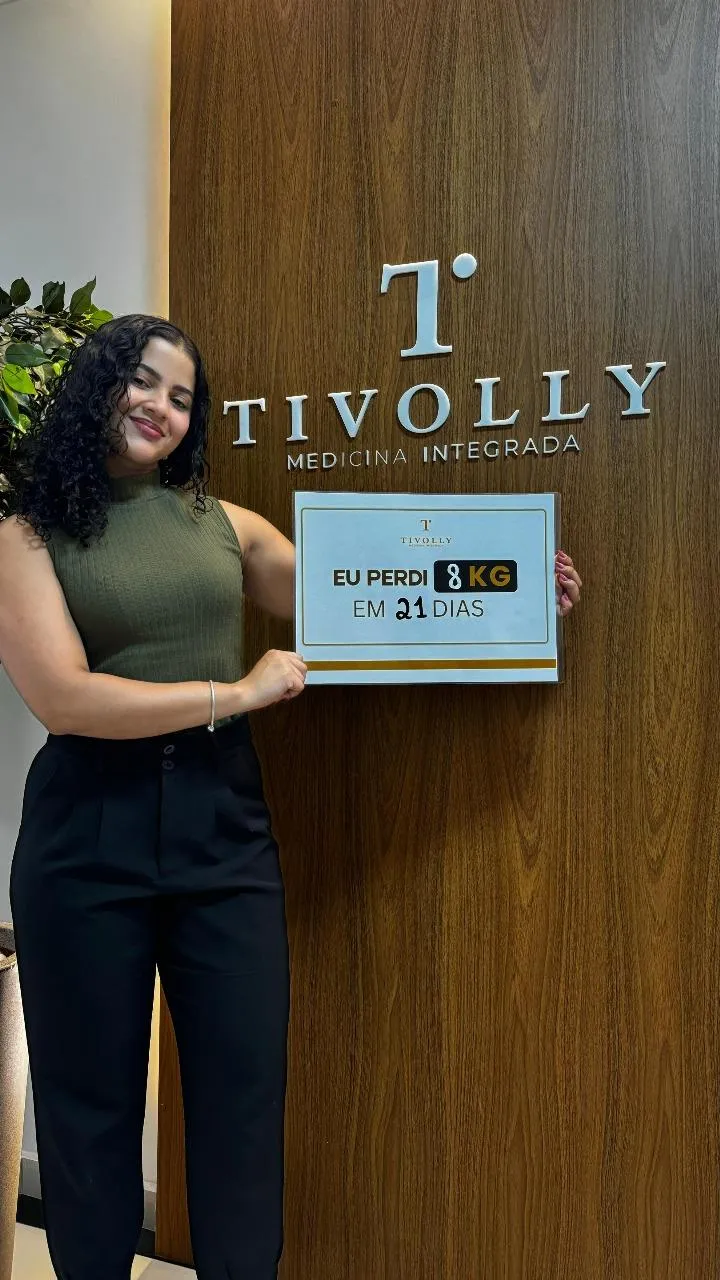 T
TIVOLLY
MEDICINA INTEGRADA
T
TIVOLLY
EU PERDI 8 KG
EM 21 DIAS